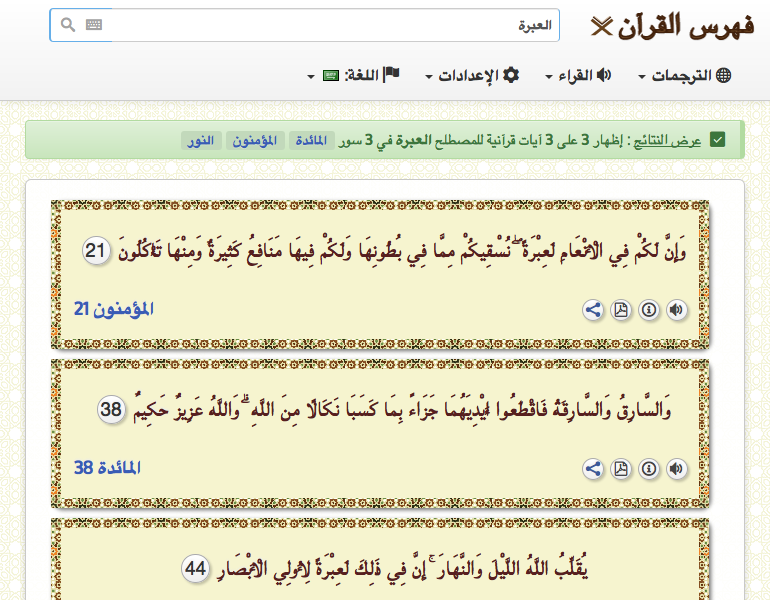 فهرس القرآن
العبرة
الترجمات القراء الإعدادات اللغة:
عرض النتائج : إظهار 3 على 3 آيات قرآنية للمصطلح العبرة في 3 سور المائدة المؤمنون النور
وَإِنَّ لَكُمْ فِي الْأَنْعَامِ لَعِبْرَةً ۖ نُسْقِيكُمْ مِمَّا فِي بُطُونِهَا وَلَكُمْ فِيهَا مَنَافِعُ كَثِيرَةٌ وَمِنْهَا تَأْكُلُونَ 21
المؤمنون 21
وَالسَّارِقُ وَالسَّارِقَةُ فَاقْطَعُوا أَيْدِيَهُمَا جَزَاءً بِمَا كَسَبَا نَكَالًا مِنَ اللَّهِ ۗ وَاللَّهُ عَزِيزٌ حَكِيمٌ 38
المائدة 38
يُقَلِّبُ اللَّهُ اللَّيْلَ وَالنَّهَارَ ۚ إِنَّ فِي ذَٰلِكَ لَعِبْرَةً لِأُولِي الْأَبْصَارِ 44